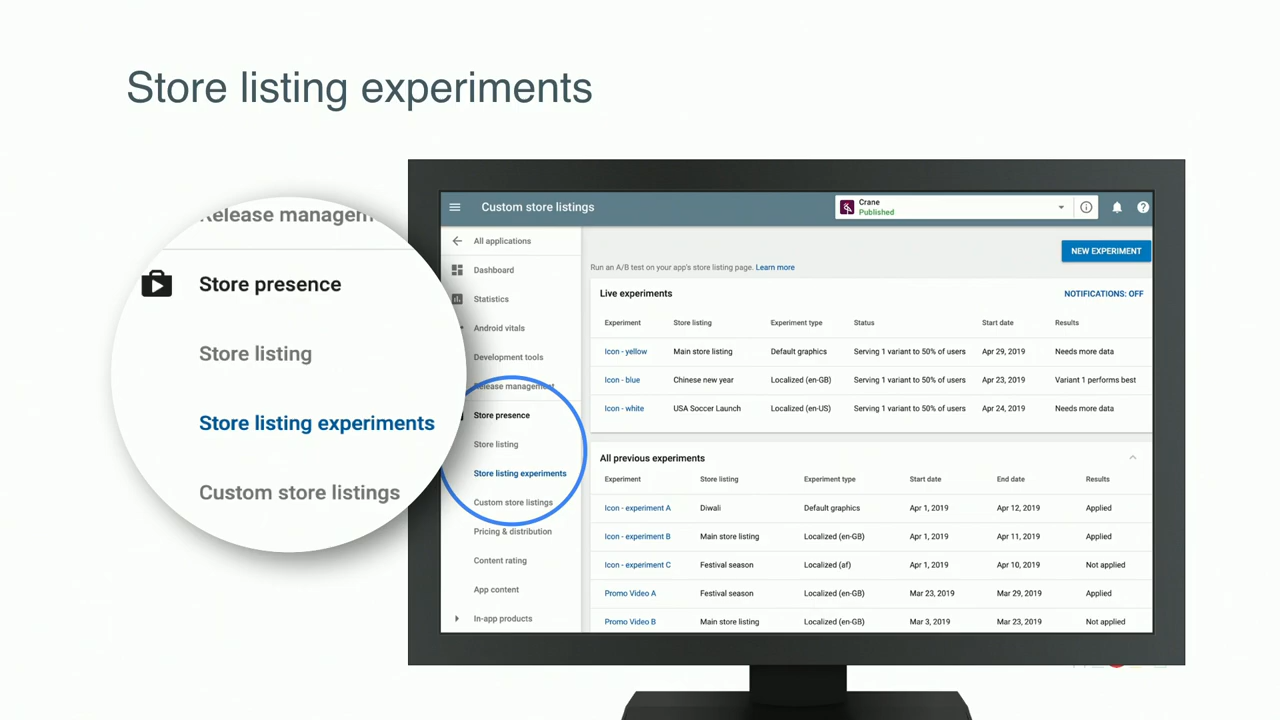 Store listing experiments
Release managem
Store presence
Store listing
Store listing experiments
Custom store listings
Custom store listings
Crane
Published
All applications
Dashboard
Statistics
Android vitals
Development tools
Release management
Store presence
Store listing
Store listing experiments
Custom store listings
Pricing & distribution
Content rating
App content
In-app products
NEW EXPERIMENT
Run an A/B test on your app's store listing page. Learn more
Live experiments NOTIFICATIONS: OFF
Experiment Store listing Experiment type Status Start date Results
Icon - yellow Main store listing Default graphics Serving 1 variant to 50% of users Apr 29, 2019 Needs more data
Icon - blue Chinese new year Localized (en-GB) Serving 1 variant to 50% of users Apr 23, 2019 Variant 1 performs best
Icon - white USA Soccer Launch Localized (en-US) Serving 1 variant to 50% of users Apr 24, 2019 Needs more data
All previous experiments
Experiment Store listing Experiment type Start date End date Results
Icon - experiment A Diwali Default graphics Apr 1, 2019 Apr 12, 2019 Applied
Icon - experiment B Main store listing Localized (en-GB) Apr 1, 2019 Apr 11, 2019 Applied
Icon - experiment C Festival season Localized (af) Apr 1, 2019 Apr 10, 2019 Not applied
Promo Video A Festival season Localized (en-GB) Mar 23, 2019 Mar 29, 2019 Applied
Promo Video B Main store listing Localized (en-GB) Mar 3, 2019 Mar 23, 2019 Not applied